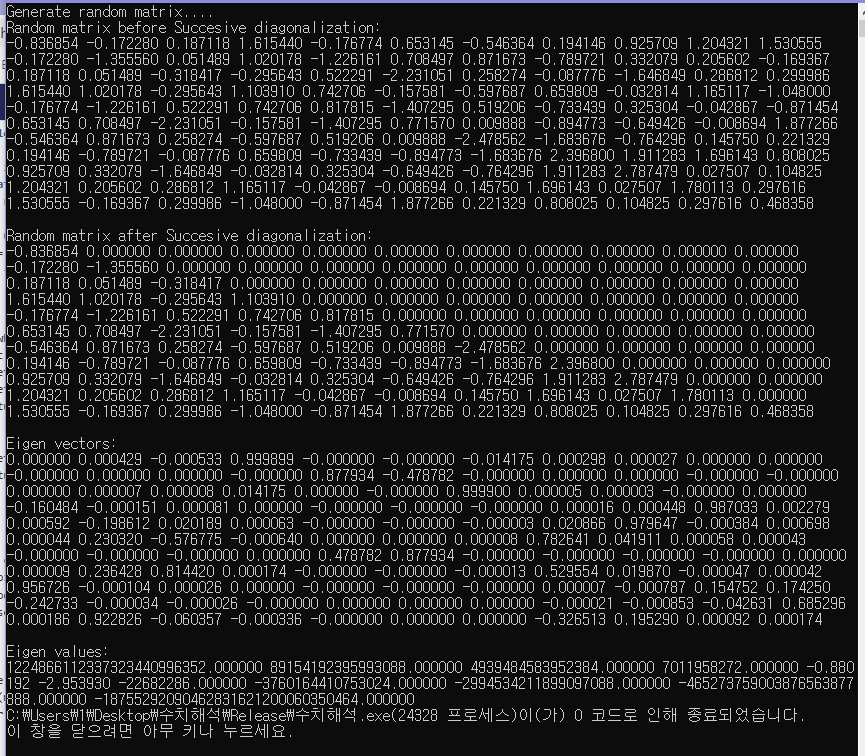 Generate random matrix....
Random matrix before Succesive diagonalization:
-0.836854 -0.172280 0.187118 1.615440 -0.176774 0.653145 -0.546364 0.194146 0.925709 1.204321 1.530555
-0.172280 -1.355560 0.051489 1.020178 -1.226161 0.708497 0.871673 -0.789721 0.332079 0.205602 -0.169367
0.187118 0.051489 -0.318417 -0.295643 0.522291 -2.231051 0.258274 -0.087776 -1.646849 0.286812 0.299986
1.615440 1.020178 -0.295643 1.103910 0.742706 -0.157581 -0.597687 0.659809 -0.032814 1.165117 -1.048000
-0.176774 -1.226161 0.522291 0.742706 0.817815 -1.407295 0.519206 -0.733439 0.325304 -0.042867 -0.871454
0.653145 0.708497 -2.231051 -0.157581 -1.407295 0.771570 0.009888 -0.894773 -0.649426 -0.008694 1.877266
-0.546364 0.871673 0.258274 -0.597687 0.519206 0.009888 -2.478562 -1.683676 -0.764296 0.145750 0.221329
0.194146 -0.789721 -0.087776 0.659809 -0.733439 -0.894773 -1.683676 2.396800 1.911283 1.696143 0.808025
0.925709 0.332079 -1.646849 -0.032814 0.325304 -0.649426 -0.764296 1.911283 2.787479 0.027507 0.104825
1.204321 0.205602 0.286812 1.165117 -0.042867 -0.008694 0.145750 1.696143 0.027507 1.780113 0.297616
1.530555 -0.169367 0.299986 -1.048000 -0.871454 1.877266 0.221329 0.808025 0.104825 0.297616 0.468358
Random matrix after Succesive diagonalization:
-0.836854 0.000000 0.000000 0.000000 0.000000 0.000000 0.000000 0.000000 0.000000 0.000000 0.000000
-0.172280 -1.355560 0.000000 0.000000 0.000000 0.000000 0.000000 0.000000 0.000000 0.000000 0.000000
0.187118 0.051489 -0.318417 0.000000 0.000000 0.000000 0.000000 0.000000 0.000000 0.000000 0.000000
1.615440 1.020178 -0.295643 1.103910 0.000000 0.000000 0.000000 0.000000 0.000000 0.000000 0.000000
-0.176774 -1.226161 0.522291 0.742706 0.817815 0.000000 0.000000 0.000000 0.000000 0.000000 0.000000
0.653145 0.708497 -2.231051 -0.157581 -1.407295 0.771570 0.000000 0.000000 0.000000 0.000000 0.000000
-0.546364 0.871673 0.258274 -0.597687 0.519206 0.009888 -2.478562 0.000000 0.000000 0.000000 0.000000
0.194146 -0.789721 -0.087776 0.659809 -0.733439 -0.894773 -1.683676 2.396800 0.000000 0.000000 0.000000
0.925709 0.332079 -1.646849 -0.032814 0.325304 -0.649426 -0.764296 1.911283 2.787479 0.000000 0.000000
1.204321 0.205602 0.286812 1.165117 -0.042867 -0.008694 0.145750 1.696143 0.027507 1.780113 0.000000
1.530555 -0.169367 0.299986 -1.048000 -0.871454 1.877266 0.221329 0.808025 0.104825 0.297616 0.468358
Eigen vectors:
0.000000 0.000429 -0.000533 0.999899 -0.000000 -0.000000 -0.014175 0.000298 0.000027 0.000000 0.000000
-0.000000 0.000000 0.000000 -0.000000 0.877934 -0.478782 -0.000000 0.000000 0.000000 -0.000000 -0.000000
0.000000 0.000007 0.000008 0.014175 0.000000 -0.000000 0.999900 0.000005 0.000003 -0.000000 0.000000
-0.160484 -0.000151 0.000081 0.000000 -0.000000 0.000000 0.000000 0.000016 0.000448 0.987033 0.002279
0.000592 -0.198612 0.020189 0.000063 -0.000000 -0.000000 -0.000003 0.020866 0.979647 -0.000384 0.000698
0.000044 0.230320 -0.576775 -0.000640 0.000000 0.000000 0.000008 0.782641 0.041911 0.000058 0.000043
-0.000000 -0.000000 -0.000000 0.000000 0.478782 0.877934 -0.000000 -0.000000 -0.000000 -0.000000 0.000000
0.000009 0.236428 0.814420 0.000174 -0.000000 -0.000000 -0.000013 0.529554 0.019870 -0.000047 0.000042
0.956726 -0.000104 0.000026 0.000000 -0.000000 0.000000 0.000000 0.000007 -0.000787 0.154752 0.174250
-0.242733 -0.000034 -0.000026 -0.000000 0.000000 0.000000 0.000000 -0.000021 -0.000853 -0.042631 0.685296
0.000186 0.922826 -0.060357 -0.000336 -0.000000 0.000000 0.000000 -0.326513 0.195290 0.000092 0.000174
Eigen values:
1224866112337323440996352.000000 89154192395993088.000000 4939484583952384.000000 7011958272.000000 -0.880
192 -2.953930 -22682286.000000 -3760164410753024.000000 -2994534211899097088.000000 -465273759003876563877
888.000000 -1875529209046283162120006035046​4.000000
C:₩Users₩1₩Desktop₩수치해석₩Release₩수치해석.exe(24328 프로세스)이(가) 0 코드로 인해 종료되었습니다.
이 창을 닫으려면 아무 키나 누르세요.